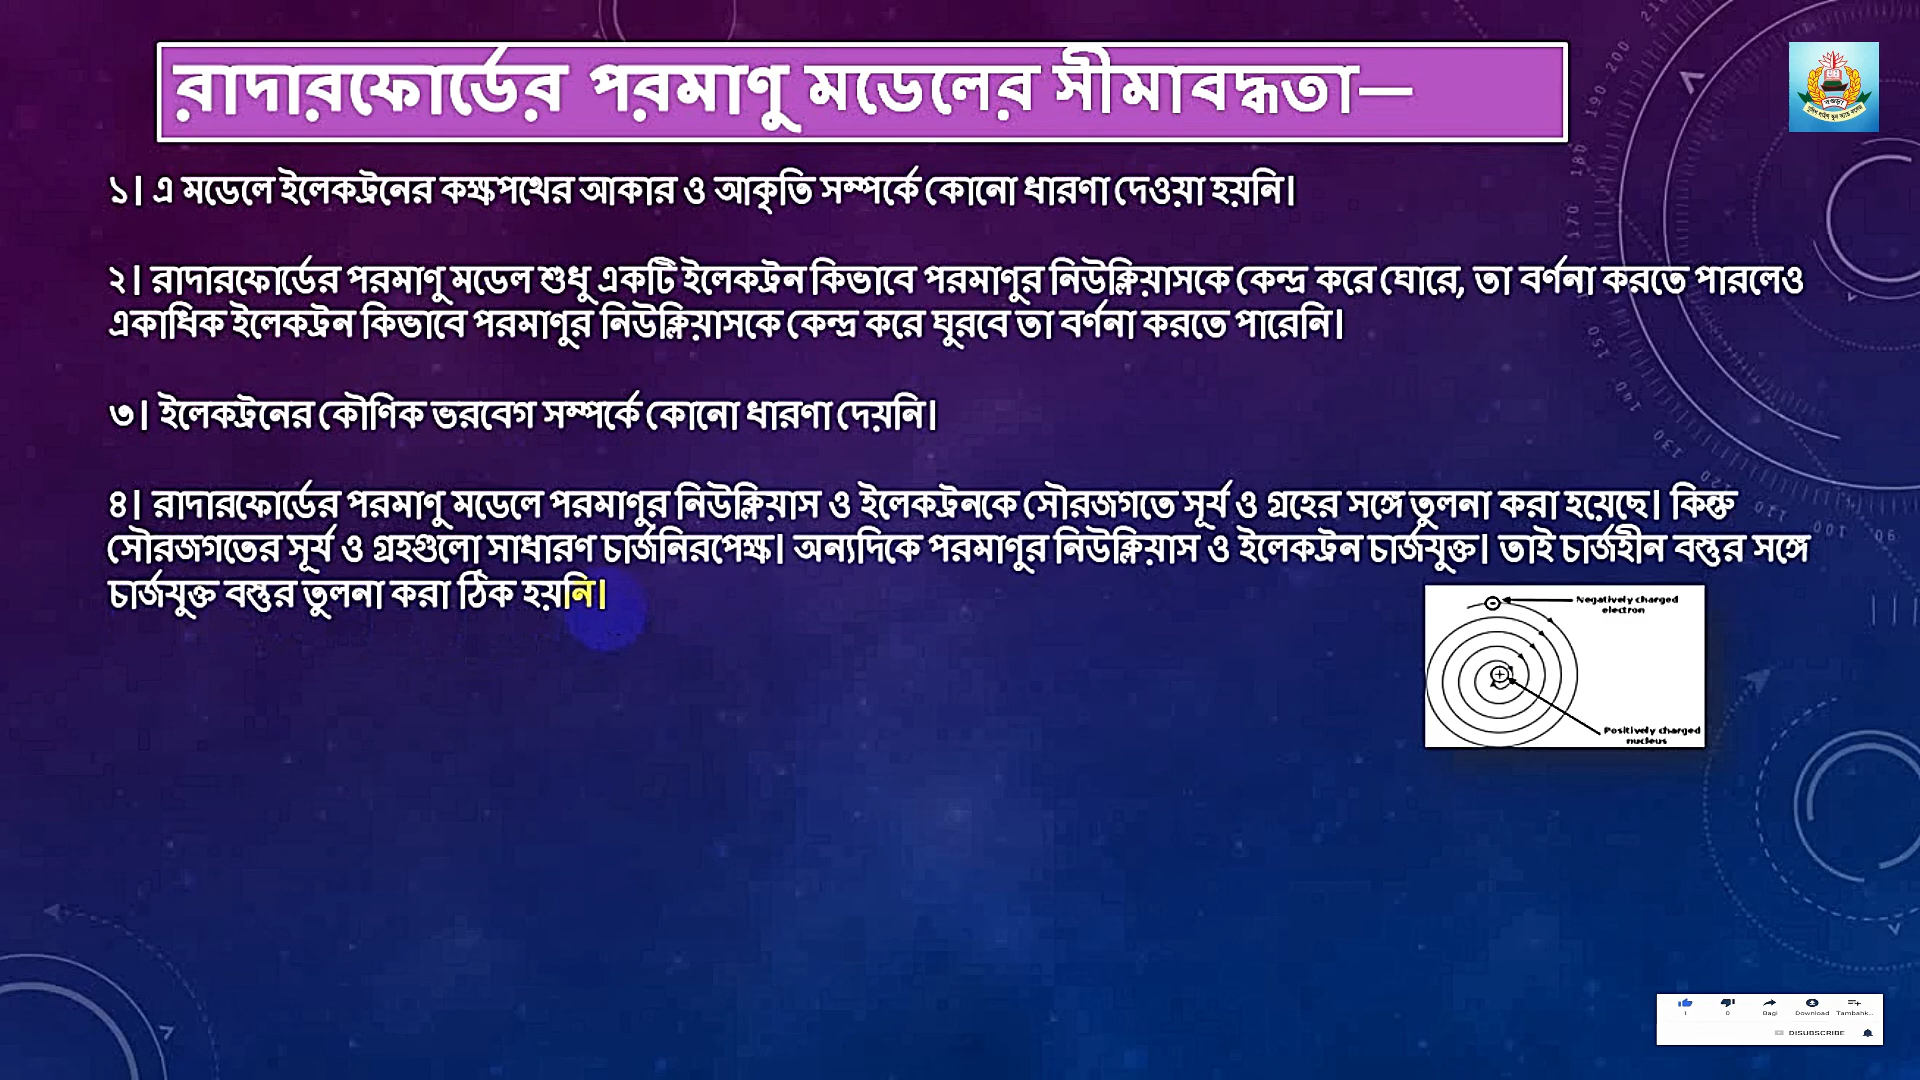 রাদারফোর্ডের পরমাণু মডেলের সীমাবদ্ধতা—
১। এ মডেলে ইলেকট্রনের কক্ষপথের আকার ও আকৃতি সম্পর্কে কোনো ধারণা দেওয়া হয়নি।
২। রাদারফোর্ডের পরমাণু মডেল শুধু একটি ইলেকট্রন কিভাবে পরমাণুর নিউক্লিয়াসকে কেন্দ্র করে ঘোরে, তা বর্ণনা করতে পারলেও
একাধিক ইলেকট্রন কিভাবে পরমাণুর নিউক্লিয়াসকে কেন্দ্র করে ঘুরবে তা বর্ণনা করতে পারেনি।
৩। ইলেকট্রনের কৌণিক ভরবেগ সম্পর্কে কোনো ধারণা দেয়নি।
৪। রাদারফোর্ডের পরমাণু মডেলে পরমাণুর নিউক্লিয়াস ও ইলেকট্রনকে সৌরজগতে সূর্য ও গ্রহের সঙ্গে তুলনা করা হয়েছে। কিন্তু
সৌরজগতের সূর্য ও গ্রহগুলো সাধারণ চার্জনিরপেক্ষ। অন্যদিকে পরমাণুর নিউক্লিয়াস ও ইলেকট্রন চার্জযুক্ত। তাই চার্জহীন বস্তুর সঙ্গে
চার্জযুক্ত বস্তুর তুলনা করা ঠিক হয়নি।
Negatively charged
electron
Positively charged
nucleus
1 0 Bagi Download Tambahk...
DISUBSCRIBE